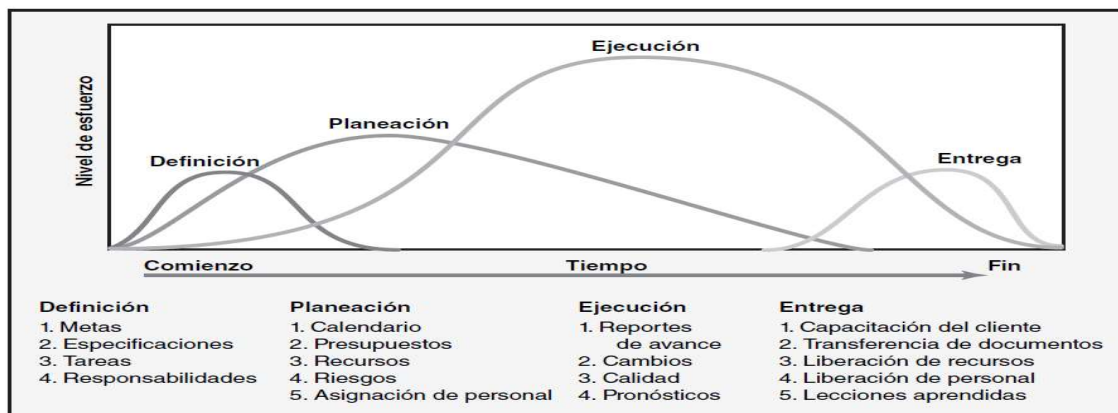 Nivel de esfuerzo
Ejecución
Planeación
Definición
Entrega
Comienzo
Tiempo
Fin
Definición
1. Metas
2. Especificaciones
3. Tareas
4. Responsabilidades
Planeación
1. Calendario
2. Presupuestos
3. Recursos
4. Riesgos
5. Asignación de personal
Ejecución
1. Reportes
de avance
2. Cambios
3. Calidad
4. Pronósticos
Entrega
1. Capacitación del cliente
2. Transferencia de documentos
3. Liberación de recursos
4. Liberación de personal
5. Lecciones aprendidas